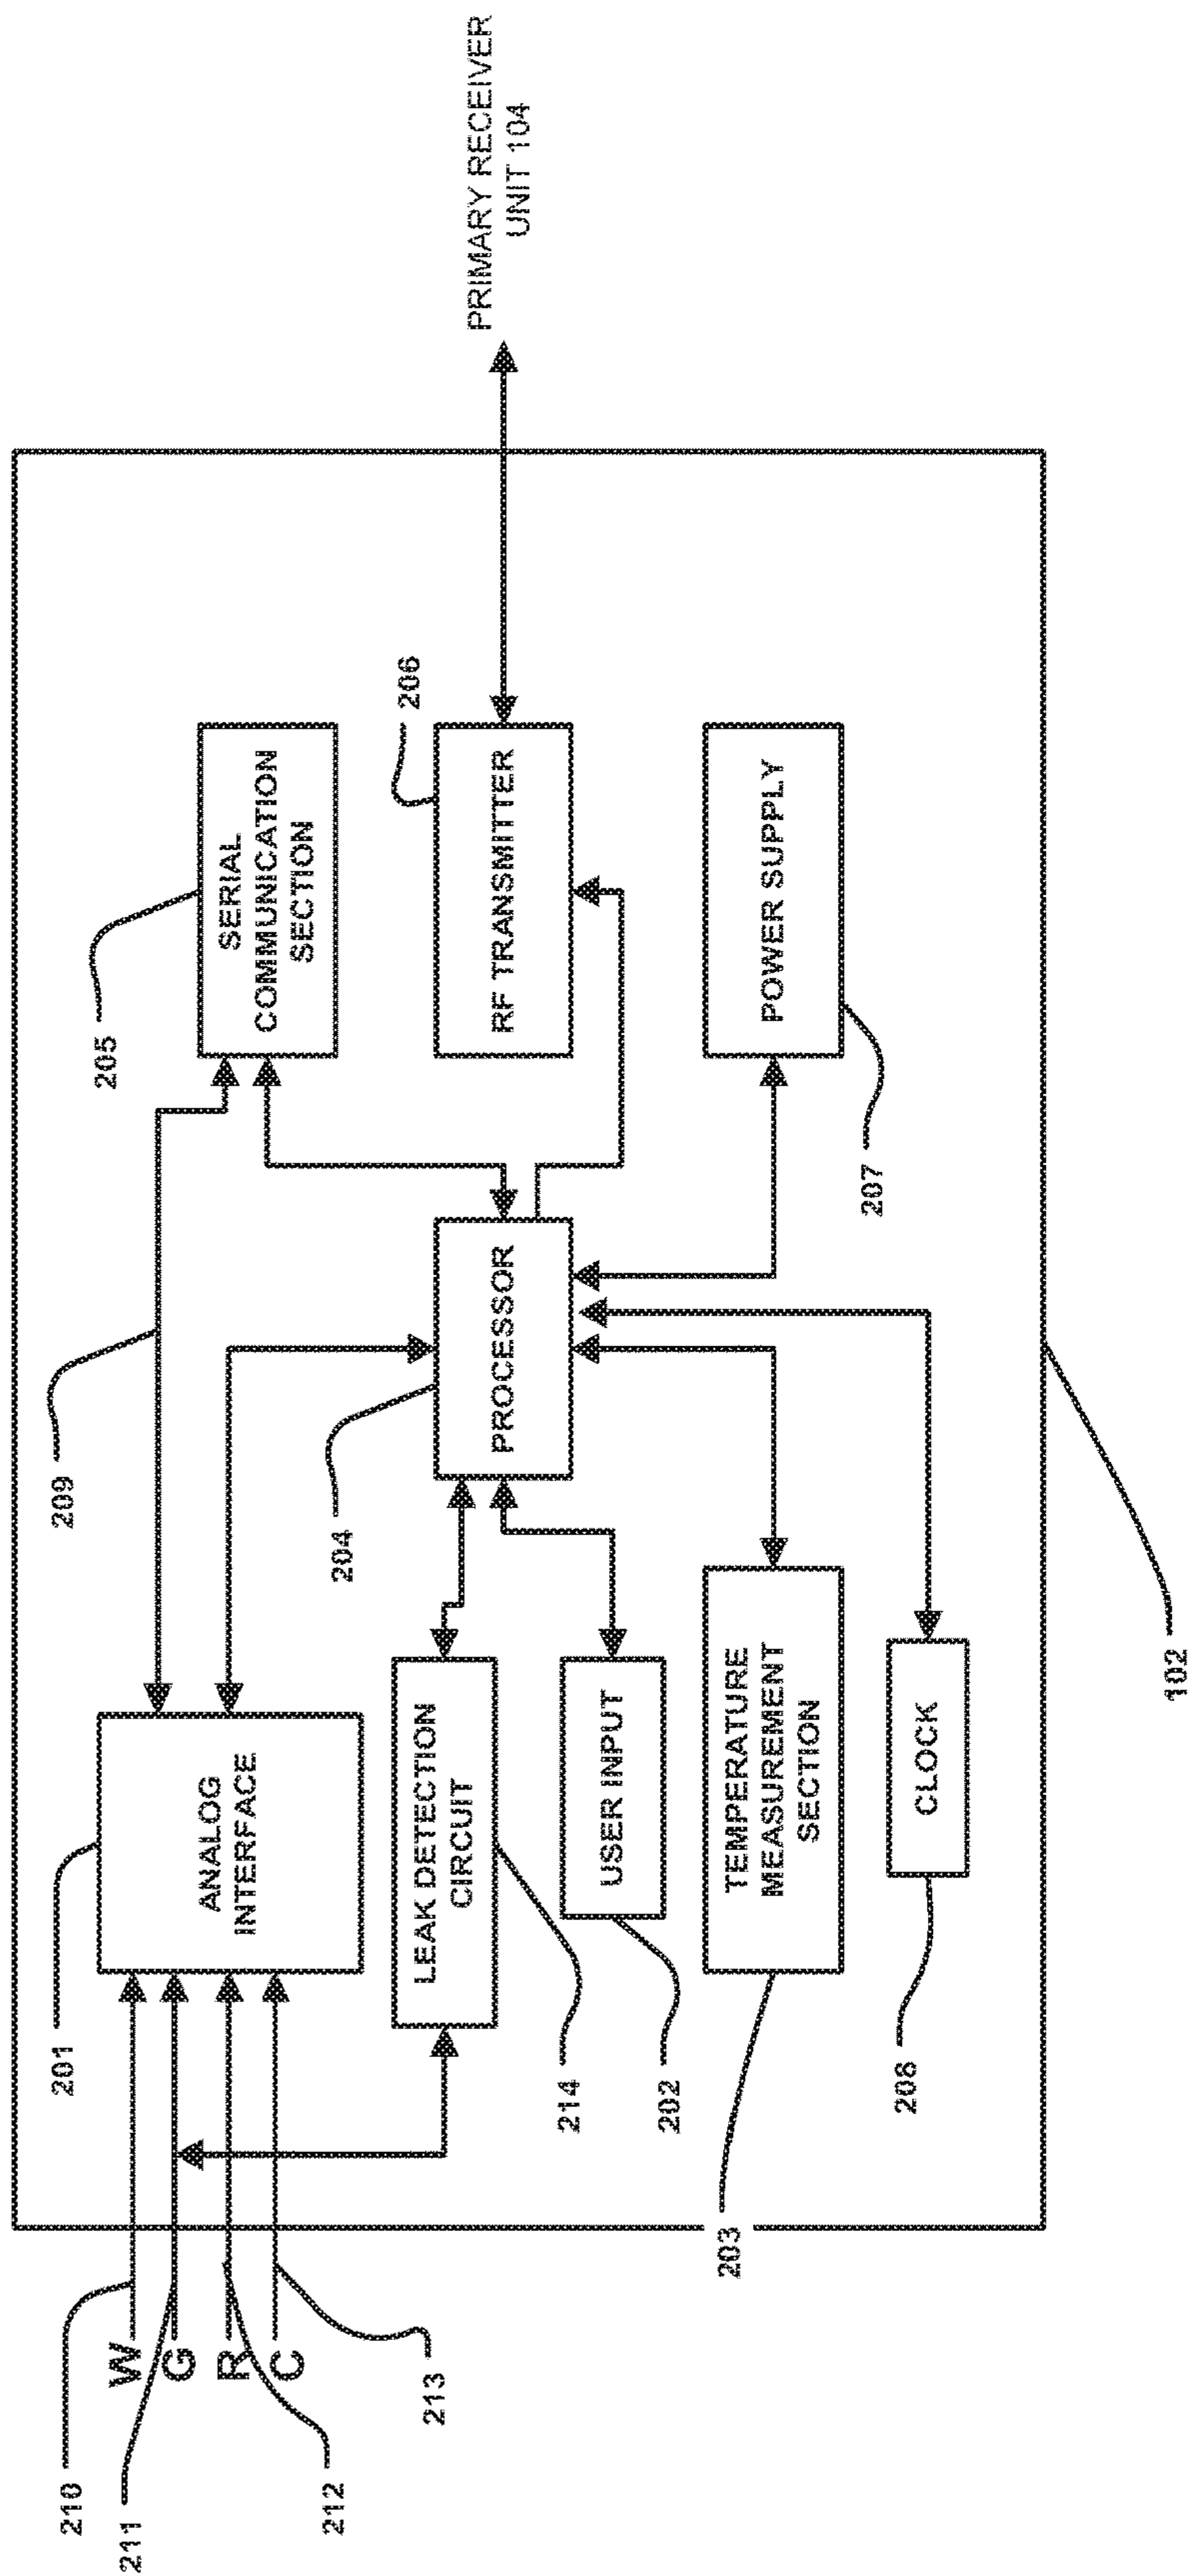 210
W
211
G
212
R
213
C
201
ANALOG
INTERFACE
209
205
SERIAL
COMMUNICATION
SECTION
214
LEAK DETECTION
CIRCUIT
204
PROCESSOR
206
RF TRANSMITTER
PRIMARY RECEIVER
UNIT 104
202
USER INPUT
203
TEMPERATURE
MEASUREMENT
SECTION
207
POWER SUPPLY
208
CLOCK
102